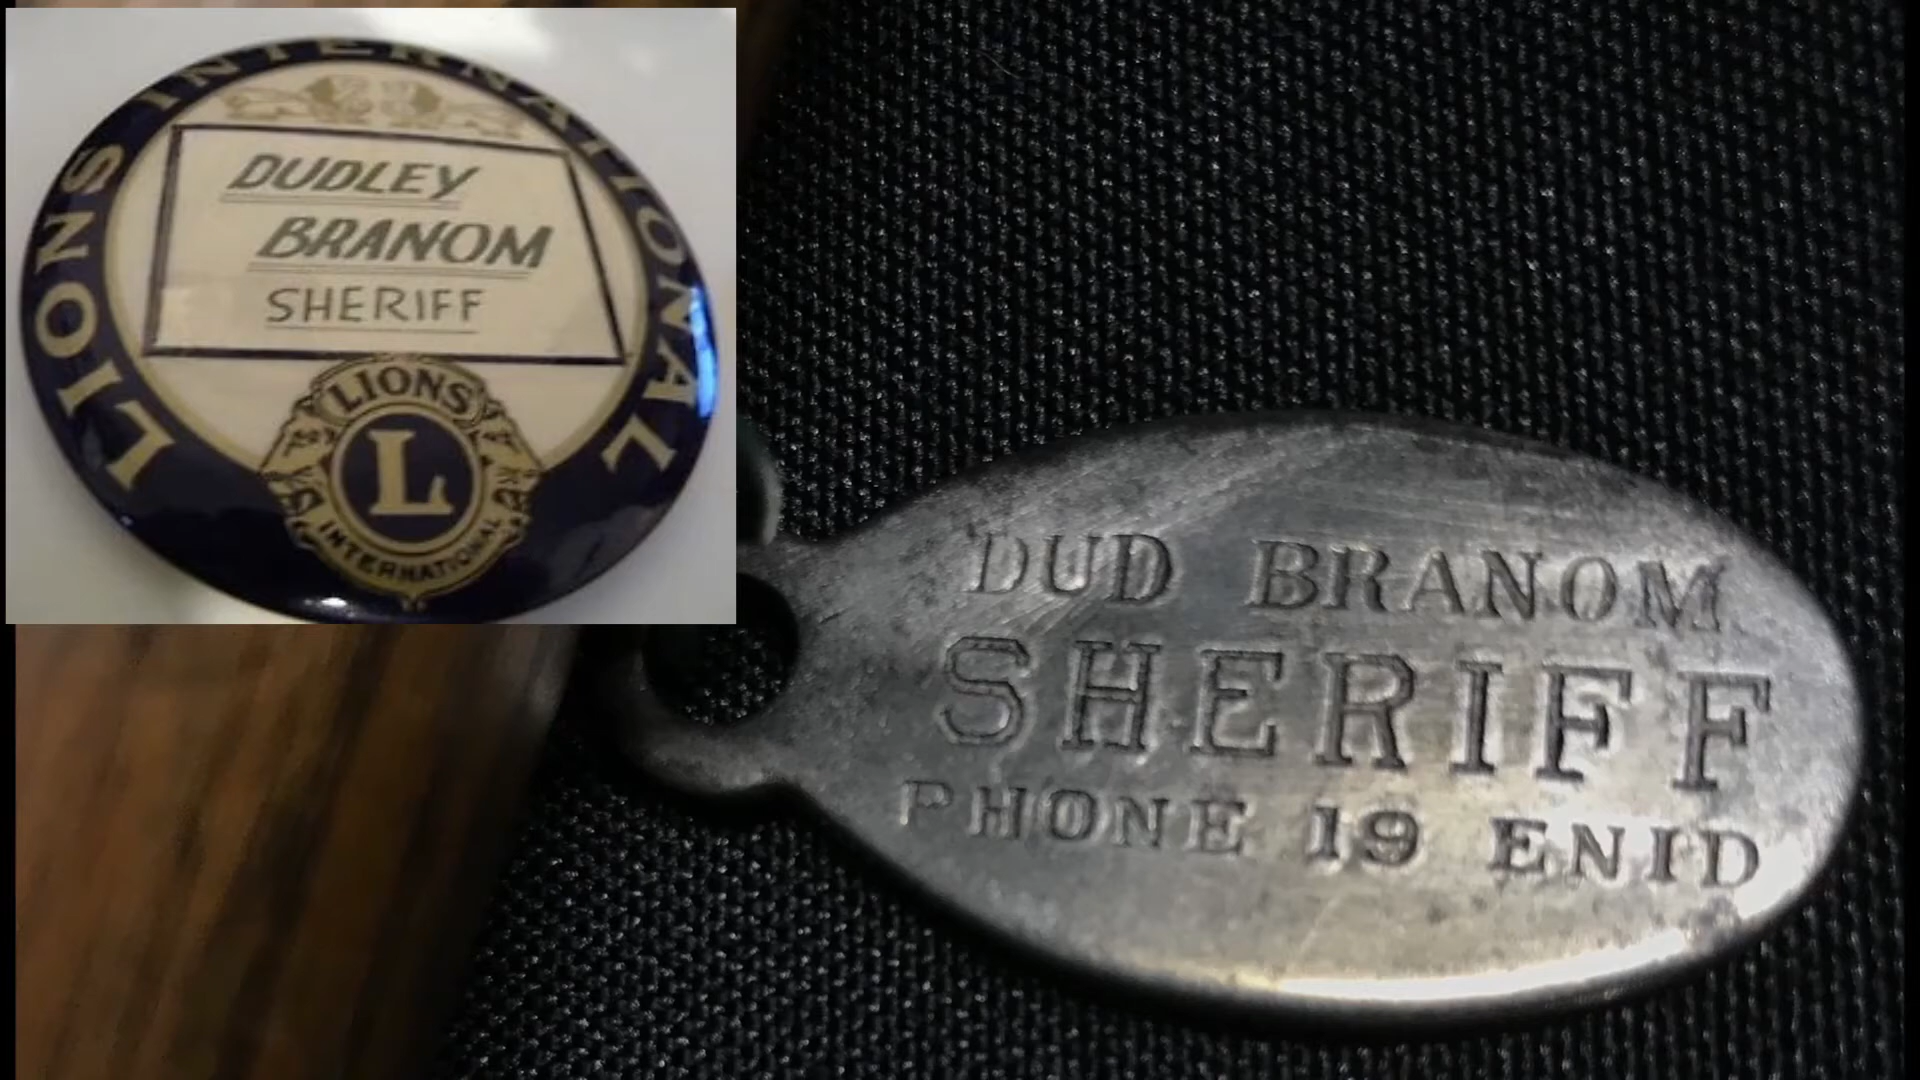 LIONS INTERNATIONAL
DUDLEY
BRANOM
SHERIFF
LIONS
L
INTERNATIONAL
DUD BRANOM
SHERIFF
PHONE 19 ENID